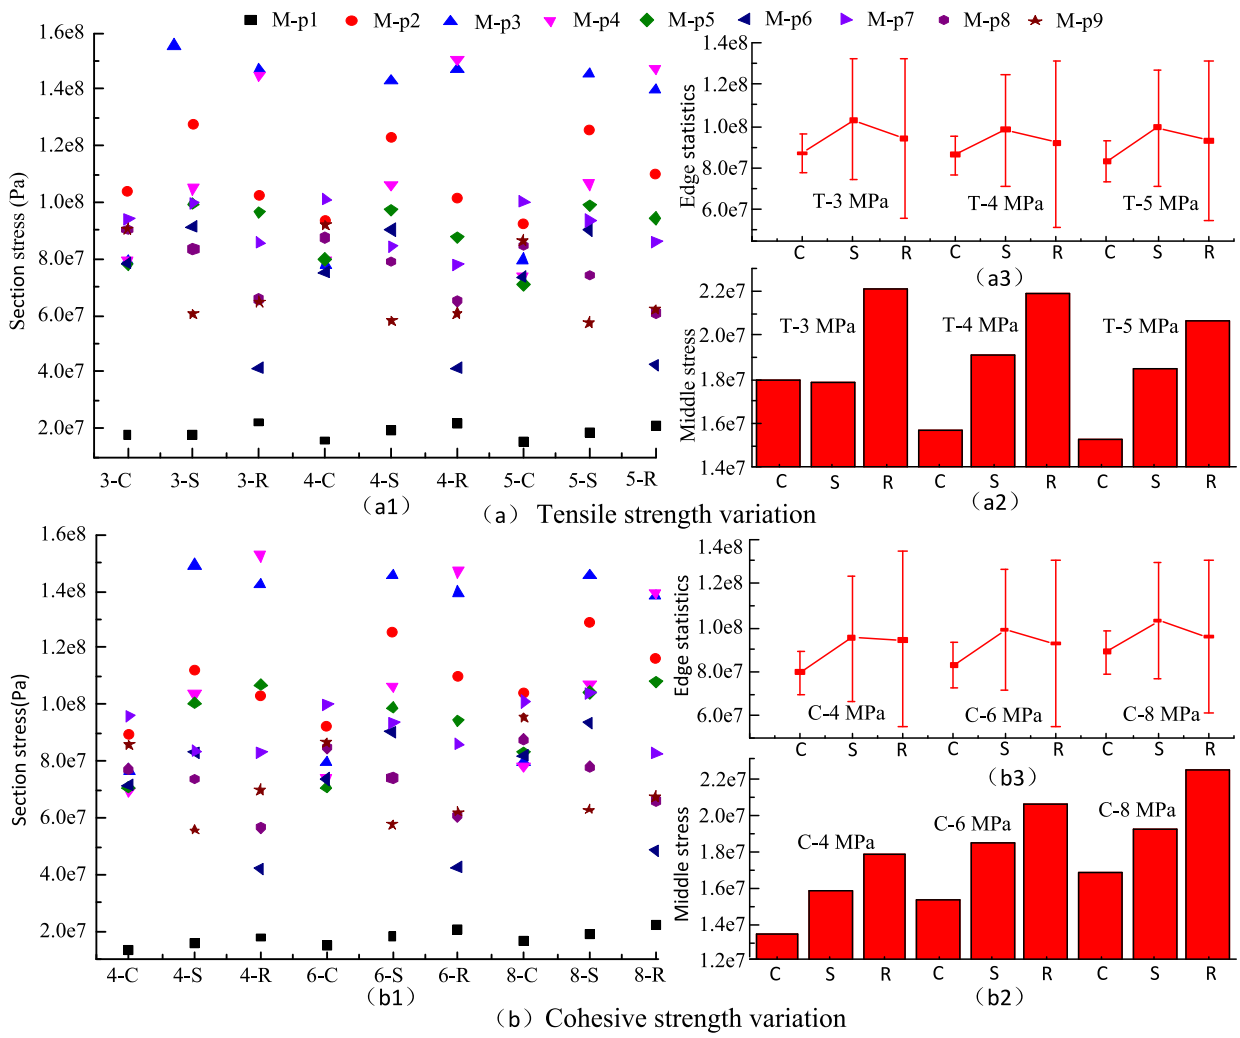 M-p1 M-p2 M-p3 M-p4 M-p5 M-p6 M-p7 M-p8 M-p9
Section stress (Pa)
1.6e8
1.4e8
1.2e8
1.0e8
8.0e7
6.0e7
4.0e7
2.0e7
3-C 3-S 3-R 4-C 4-S 4-R 5-C 5-S 5-R
(a1)
Edge statistics
1.4e8
1.2e8
1.0e8
8.0e7
6.0e7
T-3 MPa T-4 MPa T-5 MPa
C S R C S R C S R
(a3)
Middle stress
2.2e7
2.0e7
1.8e7
1.6e7
1.4e7
T-3 MPa T-4 MPa T-5 MPa
C S R C S R C S R
(a2)
(a) Tensile strength variation
Section stress(Pa)
1.6e8
1.4e8
1.2e8
1.0e8
8.0e7
6.0e7
4.0e7
2.0e7
4-C 4-S 4-R 6-C 6-S 6-R 8-C 8-S 8-R
(b1)
Edge statistics
1.4e8
1.2e8
1.0e8
8.0e7
6.0e7
C-4 MPa C-6 MPa C-8 MPa
C S R C S R C S R
(b3)
Middle stress
2.2e7
2.0e7
1.8e7
1.6e7
1.4e7
1.2e7
C-4 MPa C-6 MPa C-8 MPa
C S R C S R C S R
(b2)
(b) Cohesive strength variation